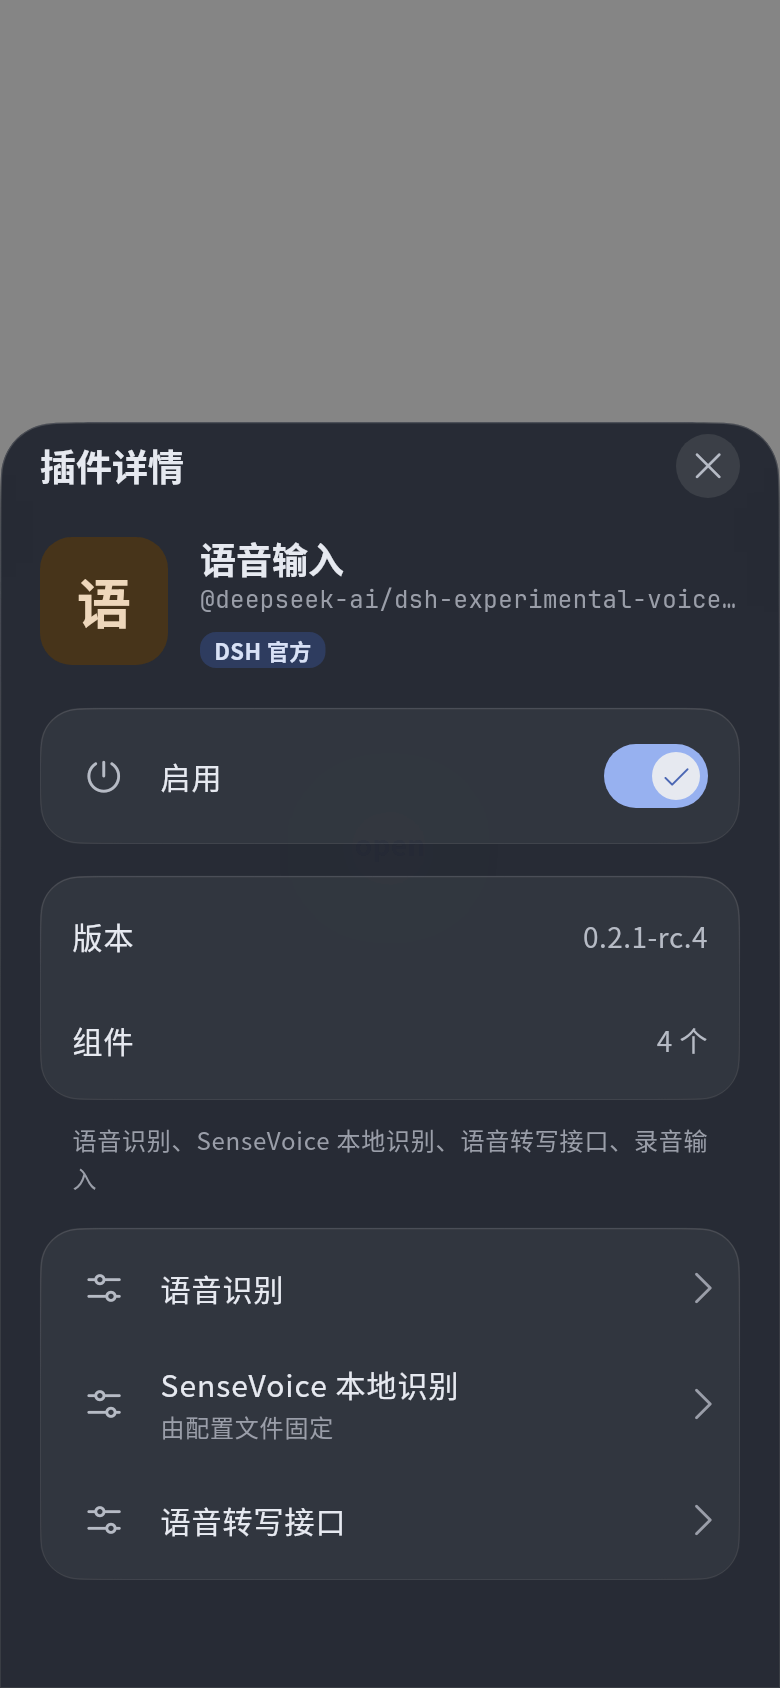 插件详情
语
语音输入
@deepseek-ai/dsh-experimental-voice…
DSH 官方
启用
版本
0.2.1-rc.4
组件
4 个
语音识别、SenseVoice 本地识别、语音转写接口、录音输
入
语音识别
SenseVoice 本地识别
由配置文件固定
语音转写接口